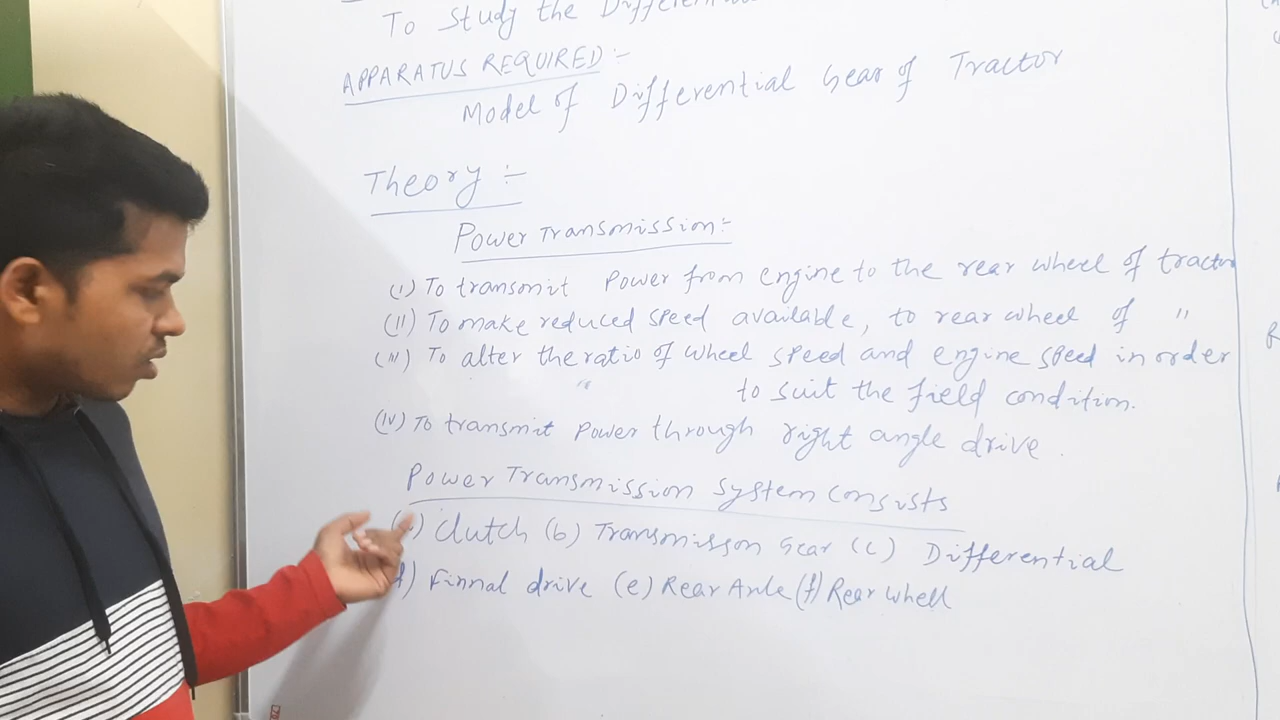 To Study the
APPARATUS REQUIRED :-
Model of Differential Gear of Tractor
Theory :-
Power Transmission:-
(I) To transmit Power from engine to the rear wheel of tractor
(II) To make reduced speed available, to rear wheel of "
(III) To alter the ratio of wheel speed and engine speed in order
to suit the field condition.
(IV) To transmit Power through right angle drive.
Power Transmission System Consists
Clutch (b) Transmisson Gear (c) Differential
Finnal drive (e) Rear Axle (f) Rear Whell